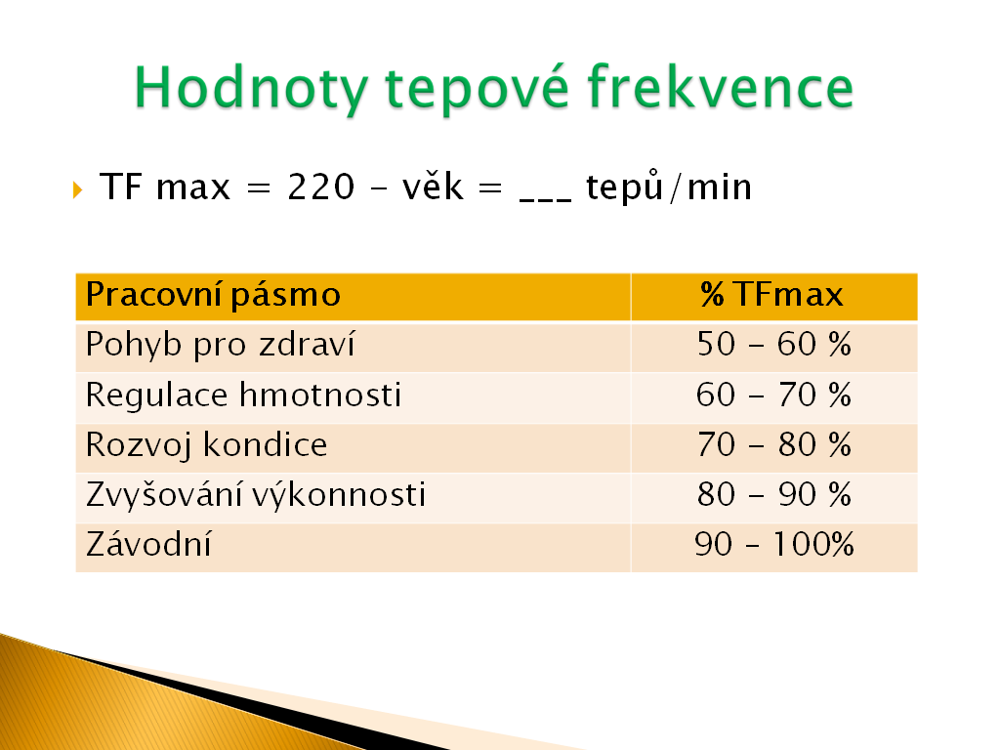 Hodnoty tepové frekvence
TF max = 220 - věk = ___ tepů/min
Pracovní pásmo % TFmax
Pohyb pro zdraví 50 - 60 %
Regulace hmotnosti 60 - 70 %
Rozvoj kondice 70 - 80 %
Zvyšování výkonnosti 80 - 90 %
Závodní 90 - 100%